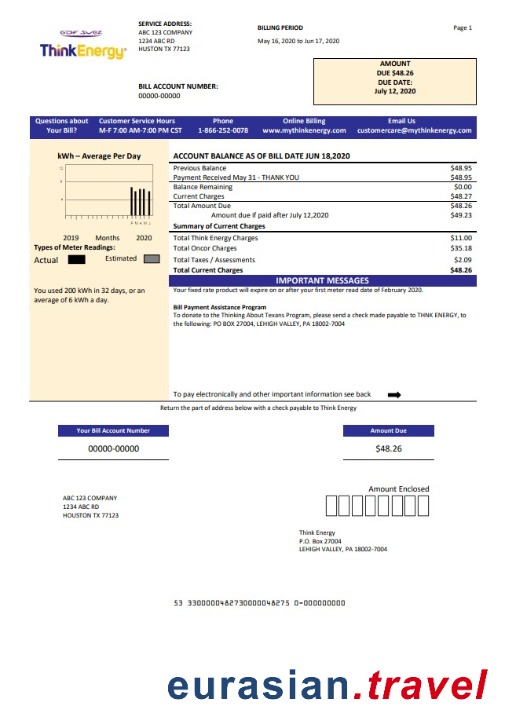 GDF SUEZ
ThinkEnergy
SERVICE ADDRESS:
ABC 123 COMPANY
1234 ABC RD
HUSTON TX 77123
BILLING PERIOD
May 16, 2020 to Jun 17, 2020
Page 1
BILL ACCOUNT NUMBER:
00000-00000
AMOUNT
DUE $48.26
DUE DATE:
July 12, 2020
Questions about Your Bill?
Customer Service Hours
M-F 7:00 AM-7:00 PM CST
Phone
1-866-252-0078
Online Billing
www.mythinkenergy.com
Email Us
customercare@mythinkenergy.com
kWh – Average Per Day
2019 Months 2020
Types of Meter Readings:
Actual Estimated
You used 200 kWh in 32 days, or an
average of 6 kWh a day.
ACCOUNT BALANCE AS OF BILL DATE JUN 18,2020
Previous Balance $48.95
Payment Received May 31 - THANK YOU $48.95
Balance Remaining $0.00
Current Charges $48.27
Total Amount Due $48.26
Amount due if paid after July 12,2020 $49.23
Summary of Current Charges
Total Think Energy Charges $11.00
Total Oncor Charges $35.18
Total Taxes / Assessments $2.09
Total Current Charges $48.26
IMPORTANT MESSAGES
Your fixed rate product will expire on or after your first meter read date of February 2020.
Bill Payment Assistance Program
To donate to the Thinking About Texans Program, please send a check made payable to THNK ENERGY, to
the following: PO BOX 27004, LEHIGH VALLEY, PA 18002-7004
To pay electronically and other important information see back
Return the part of address below with a check payable to Think Energy
Your Bill Account Number
00000-00000
Amount Due
$48.26
ABC 123 COMPANY
1234 ABC RD
HOUSTON TX 77123
Amount Enclosed
Think Energy
P.O. Box 27004
LEHIGH VALLEY, PA 18002-7004
53 3300000482730000048275 0-000000000
eurasian.travel